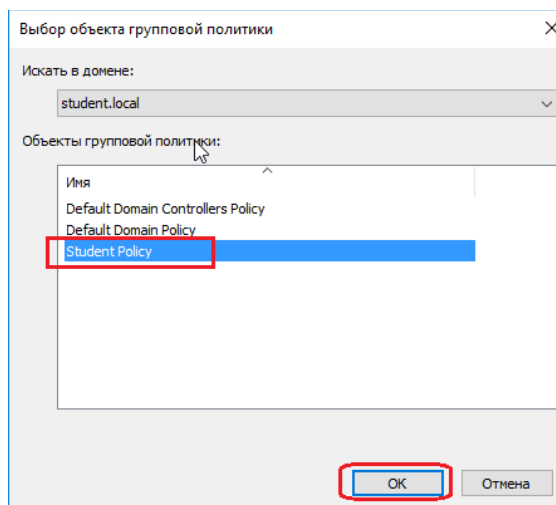 Выбор объекта групповой политики
Искать в домене:
student.local
Объекты групповой политики:
Имя
Default Domain Controllers Policy
Default Domain Policy
Student Policy
ОК
Отмена